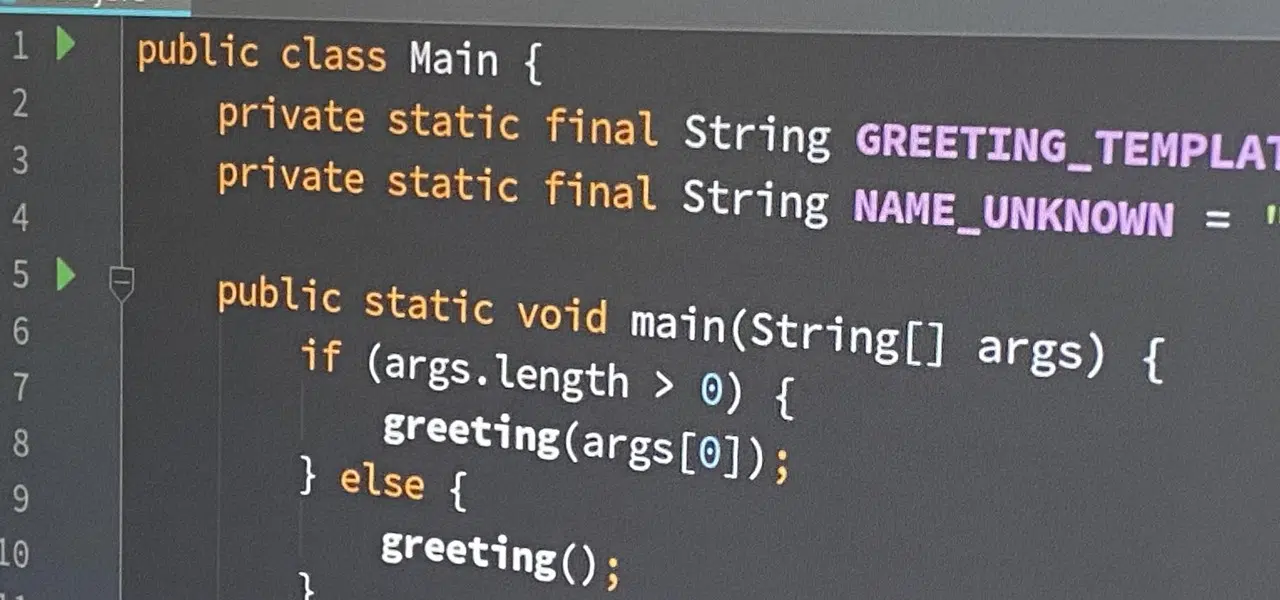 1 public class Main {
2 private static final String GREETING_TEMPLAT
3 private static final String NAME_UNKNOWN = "
4
5 public static void main(String[] args) {
6 if (args.length > 0) {
7 greeting(args[0]);
8 } else {
9 greeting();
10 }